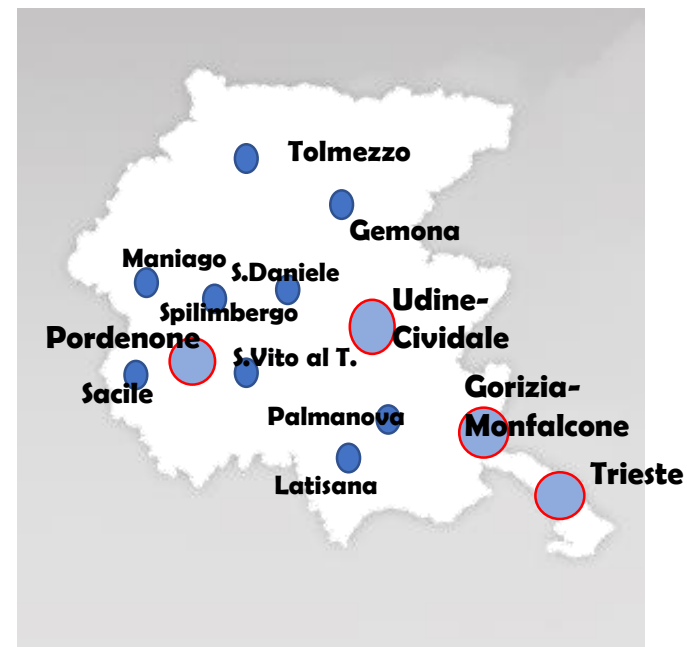 Tolmezzo
Gemona
Maniago
S.Daniele
Spilimbergo
Udine-
Cividale
Pordenone
S.Vito al T.
Sacile
Gorizia-
Monfalcone
Palmanova
Latisana
Trieste